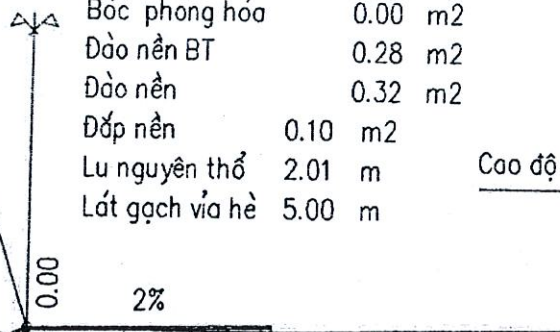 Bóc phong hóa 0.00 m2
Đào nền BT 0.28 m2
Đào nền 0.32 m2
Đắp nền 0.10 m2
Lu nguyên thổ 2.01 m
Cao độ
Lát gạch vỉa hè 5.00 m
0.00
2%